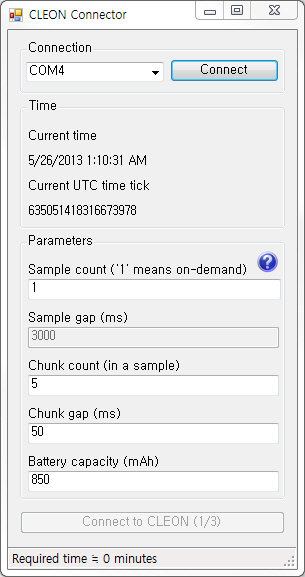 CLEON Connector
Connection
COM4
Connect
Time
Current time
5/26/2013 1:10:31 AM
Current UTC time tick
635051418316673978
Parameters
Sample count ('1' means on-demand)
1
Sample gap (ms)
3000
Chunk count (in a sample)
5
Chunk gap (ms)
50
Battery capacity (mAh)
850
Connect to CLEON (1/3)
Required time ≒ 0 minutes